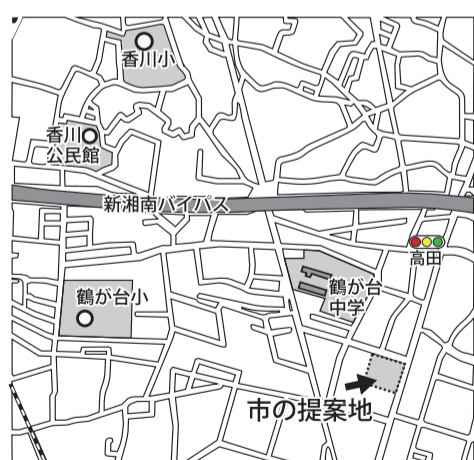 香川小
香川
公民館
新湘南バイパス
高田
鶴が台小
鶴が台
中学
市の提案地